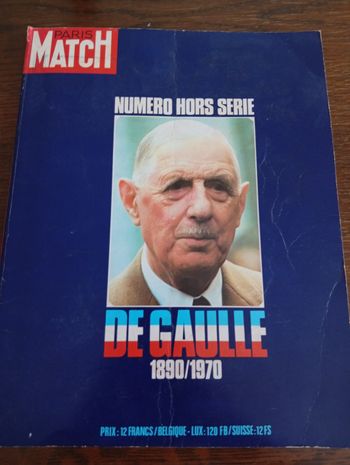 PARIS
MATCH
NUMERO HORS SERIE
DE GAULLE
1890/1970
PRIX : 12 FRANCS / BELGIQUE - LUX : 120 FB / SUISSE : 12 FS